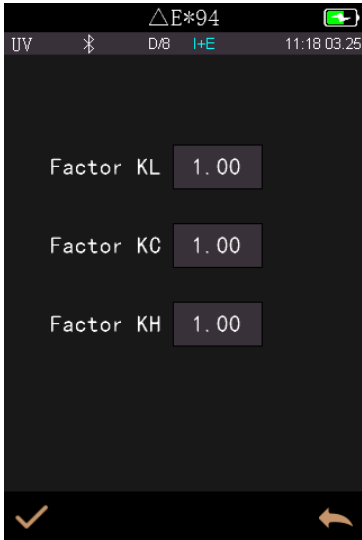 △E*94
UV D/8 I+E 11:18 03.25
Factor KL 1.00
Factor KC 1.00
Factor KH 1.00